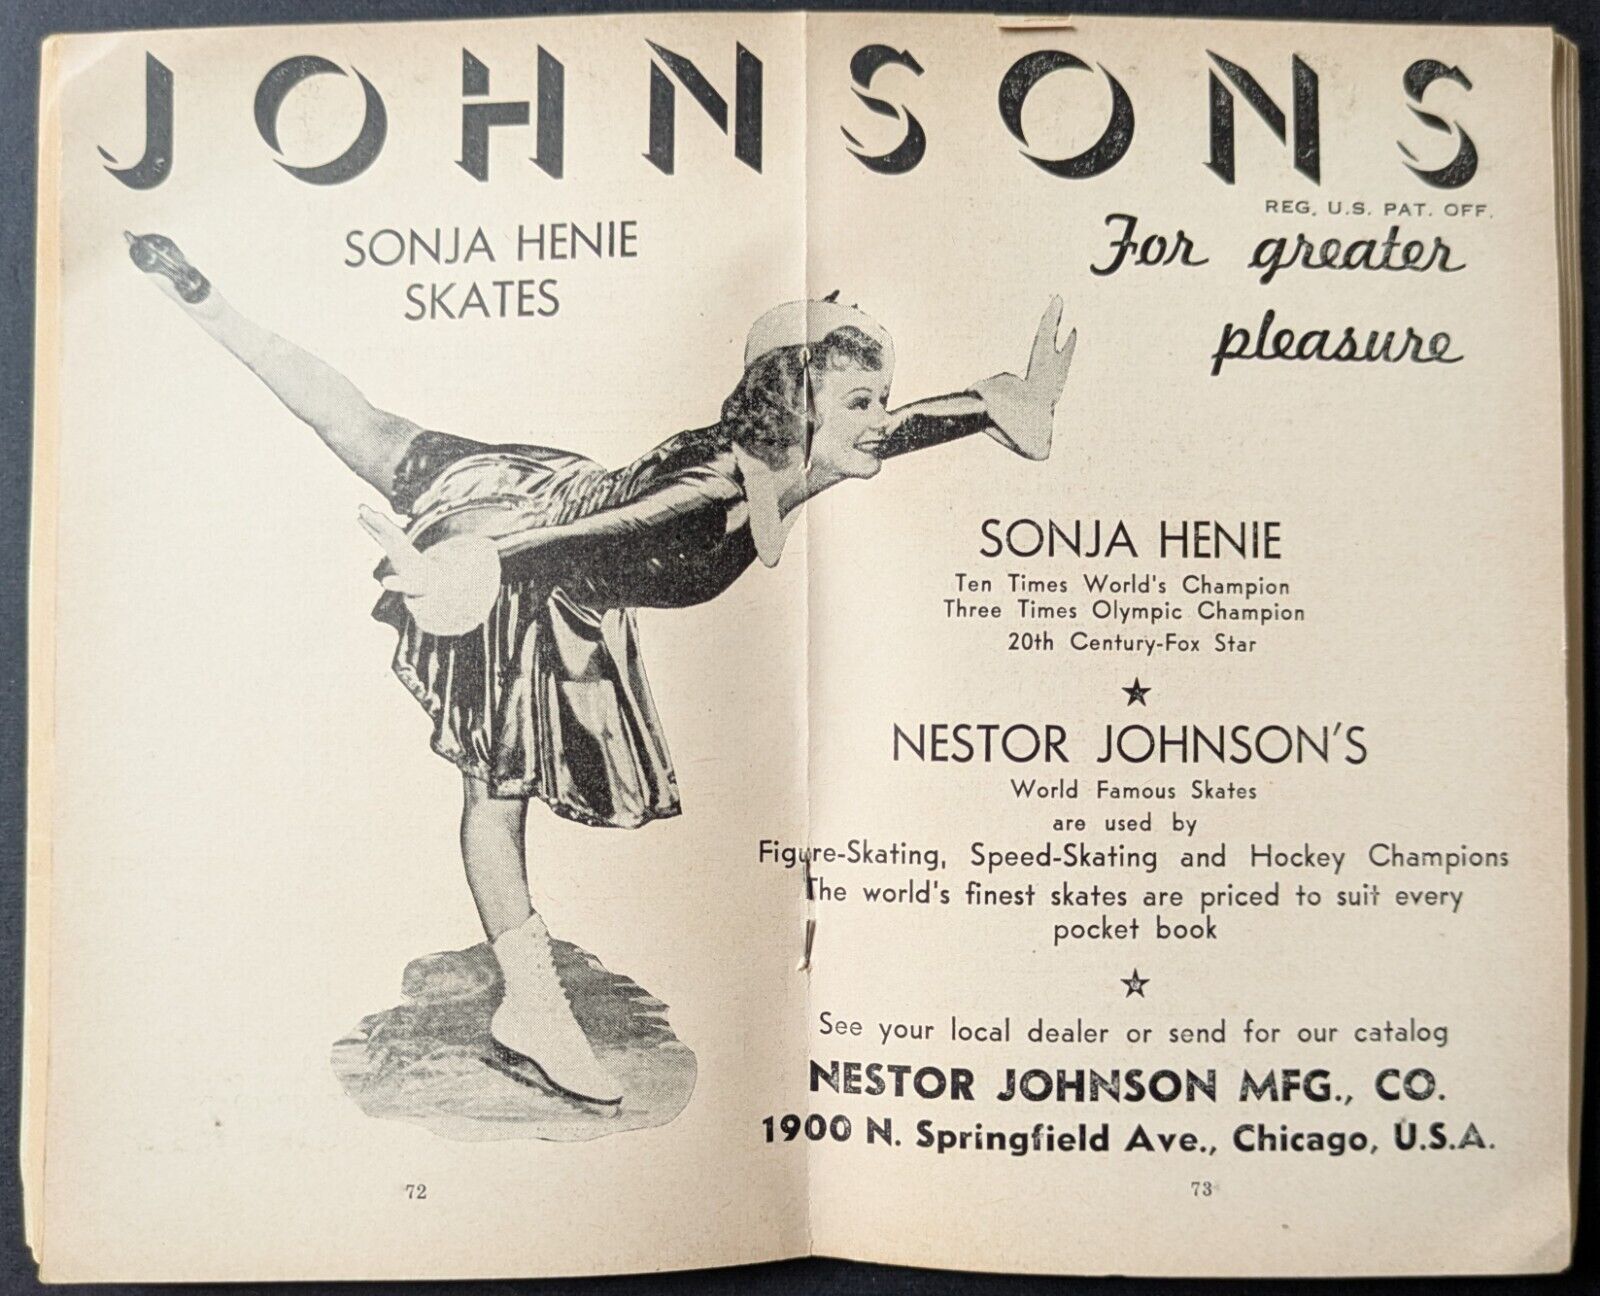 JOHNSONS
REG. U.S. PAT. OFF.
SONJA HENIE
SKATES
For greater
pleasure
SONJA HENIE
Ten Times World's Champion
Three Times Olympic Champion
20th Century-Fox Star
NESTOR JOHNSON'S
World Famous Skates
are used by
Figure-Skating, Speed-Skating and Hockey Champions
The world's finest skates are priced to suit every
pocket book
See your local dealer or send for our catalog
NESTOR JOHNSON MFG., CO.
1900 N. Springfield Ave., Chicago, U.S.A.
72
73